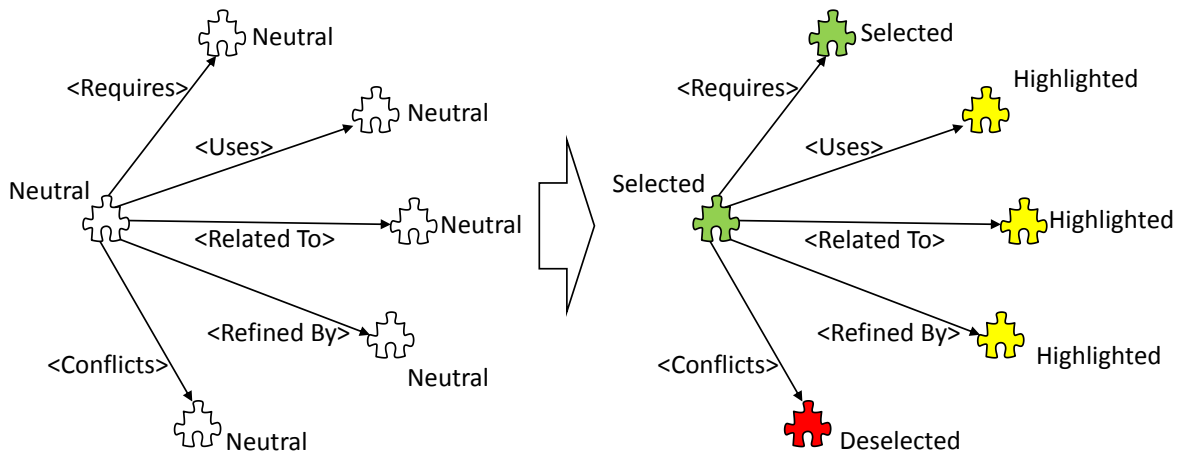 Neutral
<Requires>
Neutral
<Uses>
Neutral
Neutral
<Related To>
<Refined By>
Neutral
<Conflicts>
Neutral
Selected
<Requires>
Highlighted
<Uses>
Selected
Highlighted
<Related To>
<Refined By>
Highlighted
<Conflicts>
Deselected